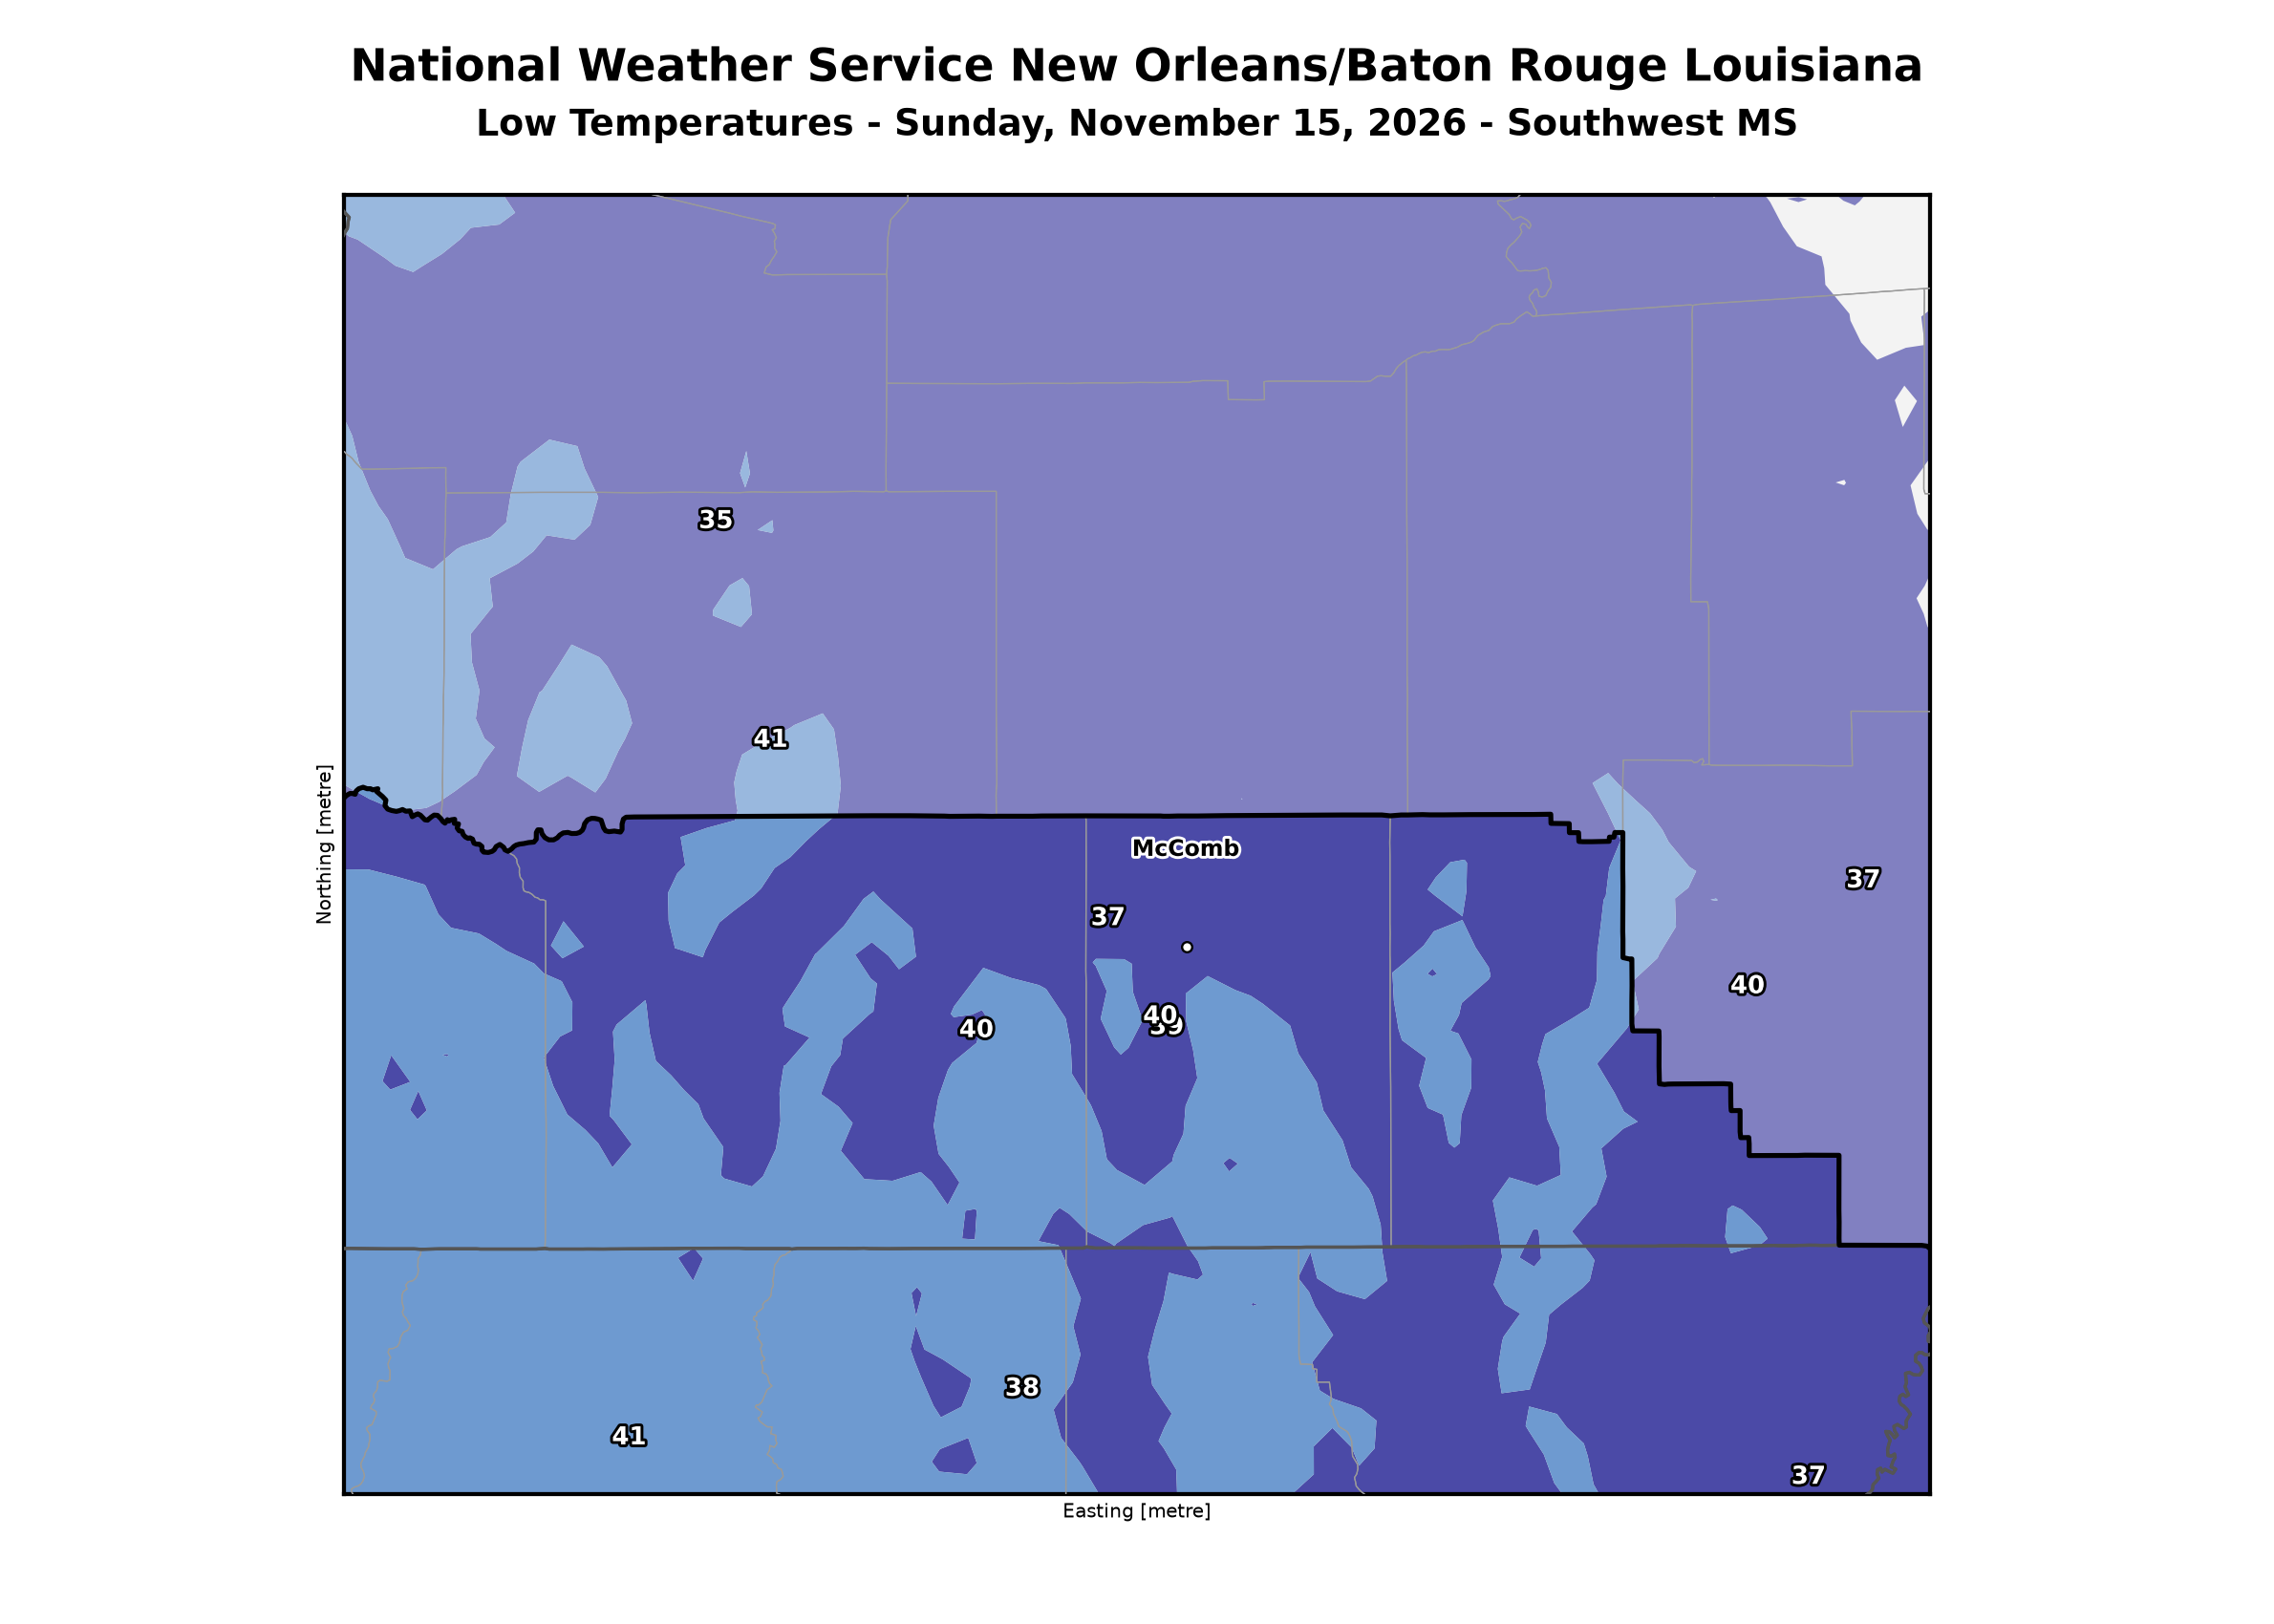 National Weather Service New Orleans/Baton Rouge Louisiana
Low Temperatures - Sunday, November 15, 2026 - Southwest MS
35
41
Northing [metre]
McComb
37
37
40
40
39
40
38
41
37
Easting [metre]